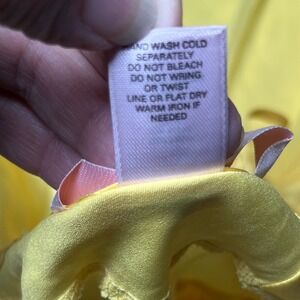 HAND WASH COLD
SEPARATELY
DO NOT BLEACH
DO NOT WRING
OR TWIST
LINE OR FLAT DRY
WARM IRON IF
NEEDED